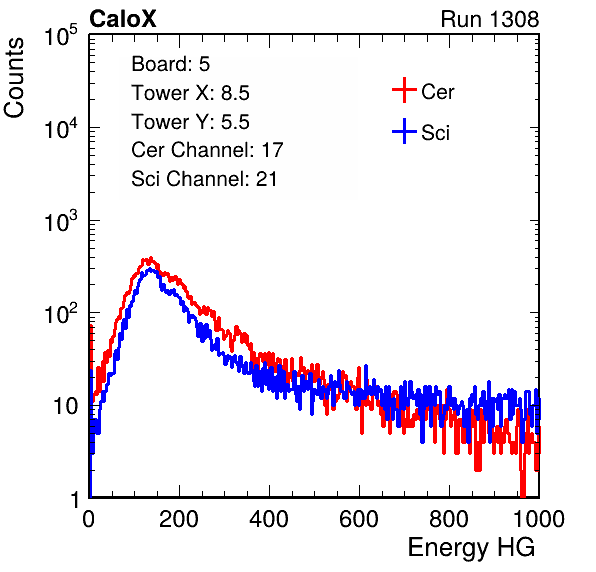 CaloX Run 1308
Counts
10^5
10^4
10^3
10^2
10
1
Board: 5
Tower X: 8.5
Tower Y: 5.5
Cer Channel: 17
Sci Channel: 21
Cer
Sci
0 200 400 600 800 1000
Energy HG